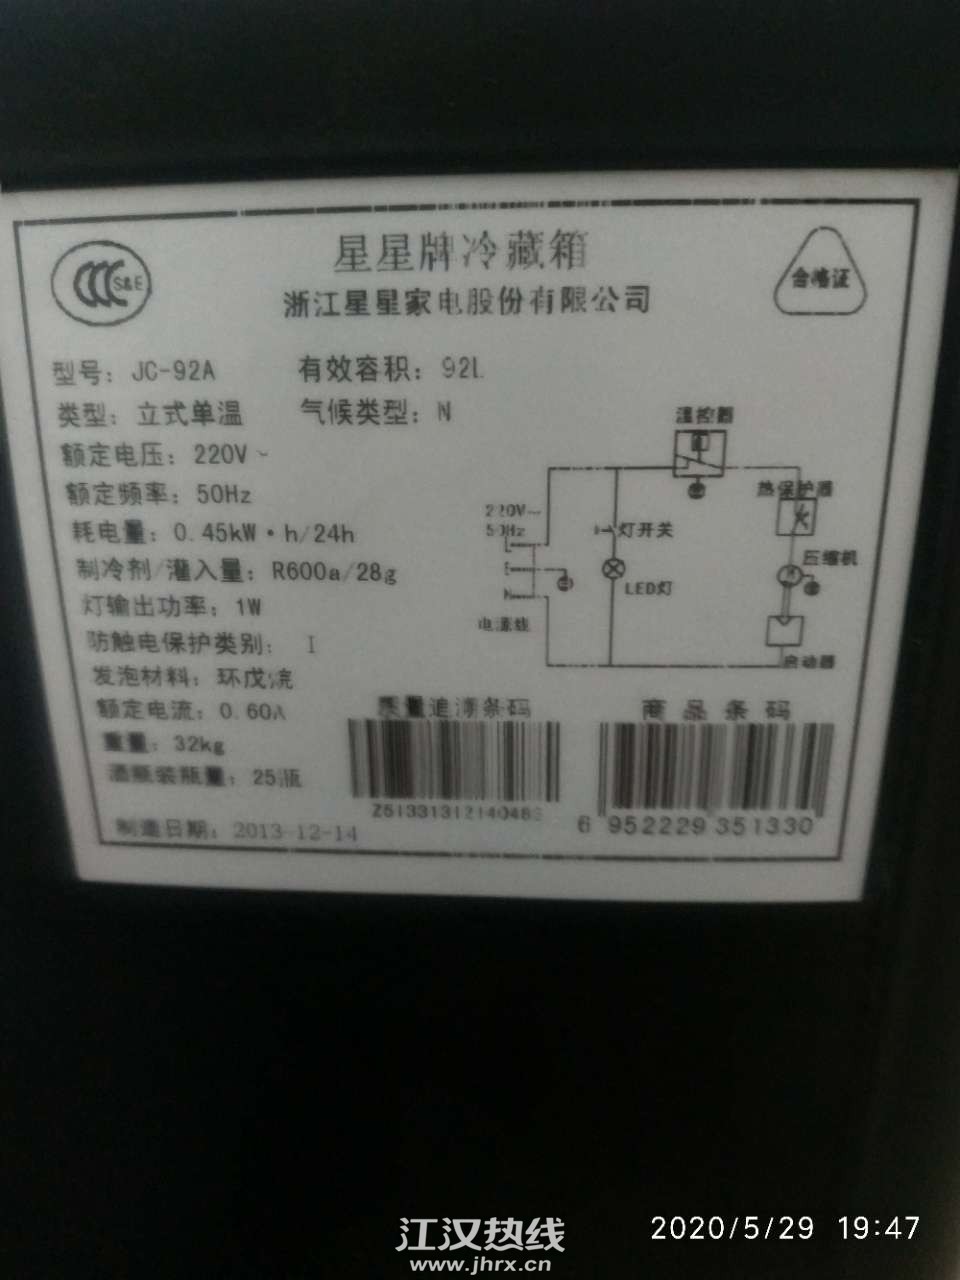 星星牌冷藏箱
浙江星星家电股份有限公司
S&E
合格证
型号：JC-92A
有效容积：92L
类型：立式单温
气候类型：N
额定电压：220V~
额定频率：50Hz
耗电量：0.45kW·h/24h
制冷剂/灌入量：R600a/28g
灯输出功率：1W
防触电保护类别：I
发泡材料：环戊烷
额定电流：0.60A
重量：32kg
酒瓶装瓶量：25瓶
制造日期：2013-12-14
温控器
热保护器
220V~
50Hz
L
E
N
灯开关
压缩机
LED灯
电源线
启动器
质量追溯条码
商品条码
6 952229 351330
江汉热线
www.jhrx.cn
2020/5/29 19:47